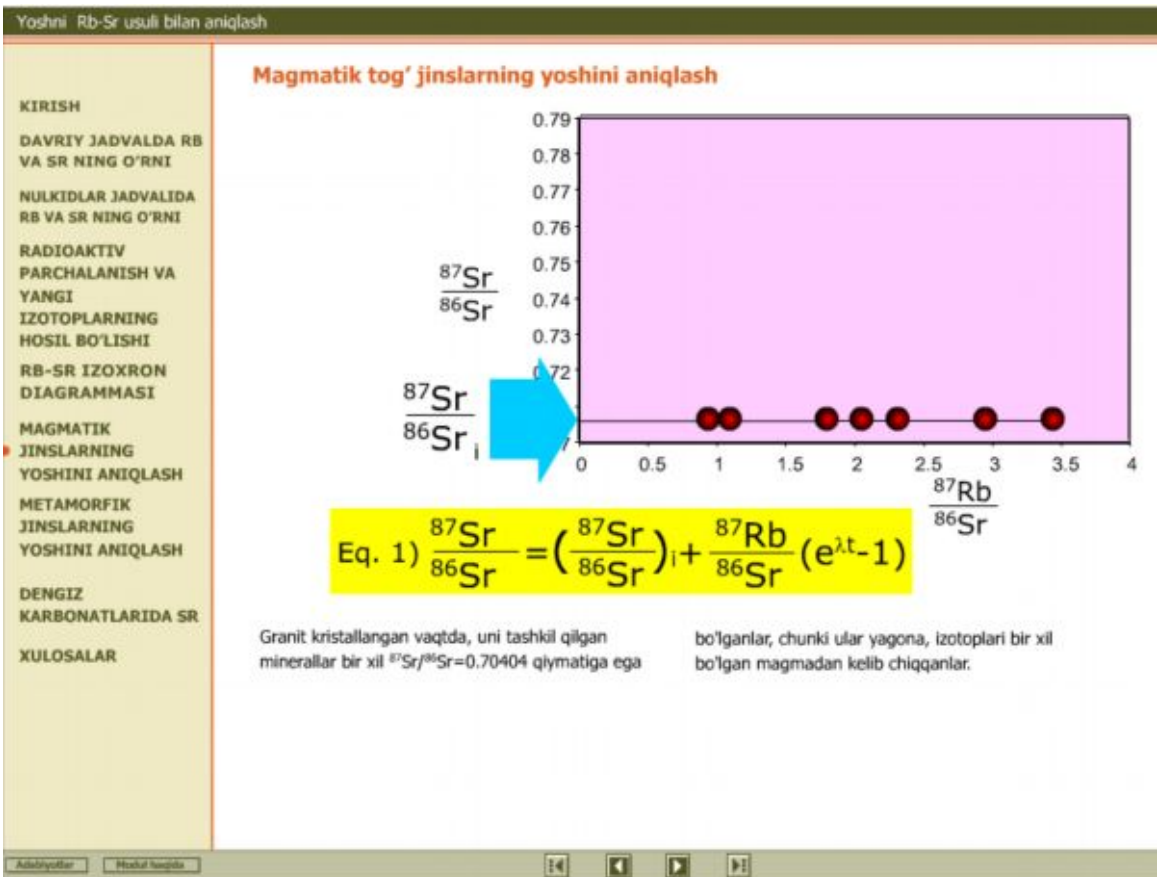 Yoshni Rb-Sr usuli bilan aniqlash
KIRISH
DAVRIY JADVALDA RB
VA SR NING O'RNI
NULKIDLAR JADVALIDA
RB VA SR NING O'RNI
RADIOAKTIV
PARCHALANISH VA
YANGI
IZOTOPLARNING
HOSIL BO'LISHI
RB-SR IZOXRON
DIAGRAMMASI
MAGMATIK
JINSLARNING
YOSHINI ANIQLASH
METAMORFIK
JINSLARNING
YOSHINI ANIQLASH
DENGIZ
KARBONATLARIDA SR
XULOSALAR
Magmatik tog' jinslarning yoshini aniqlash
0.79
0.78
0.77
0.76
0.75
0.74
0.73
72
7
⁸⁷Sr
⁸⁶Sr
⁸⁷Sr
⁸⁶Sr i
0 0.5 1 1.5 2 2.5 3 3.5 4
⁸⁷Rb
⁸⁶Sr
Eq. 1) ⁸⁷Sr/⁸⁶Sr = (⁸⁷Sr/⁸⁶Sr)i + ⁸⁷Rb/⁸⁶Sr (e^λt-1)
Granit kristallangan vaqtda, uni tashkil qilgan
minerallar bir xil ⁸⁷Sr/⁸⁶Sr=0.70404 qiymatiga ega
bo'lganlar, chunki ular yagona, izotoplari bir xil
bo'lgan magmadan kelib chiqqanlar.
Adabiyotlar
Modul haqida